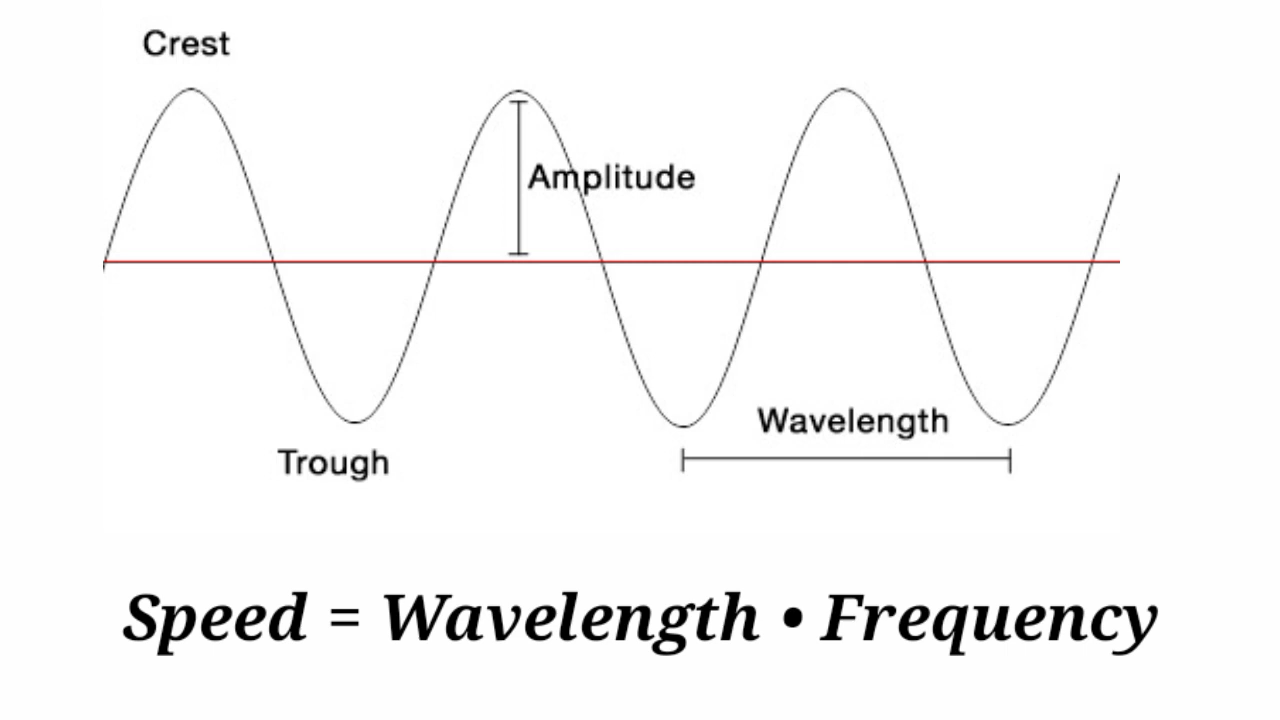 Crest
Amplitude
Wavelength
Trough
Speed = Wavelength • Frequency